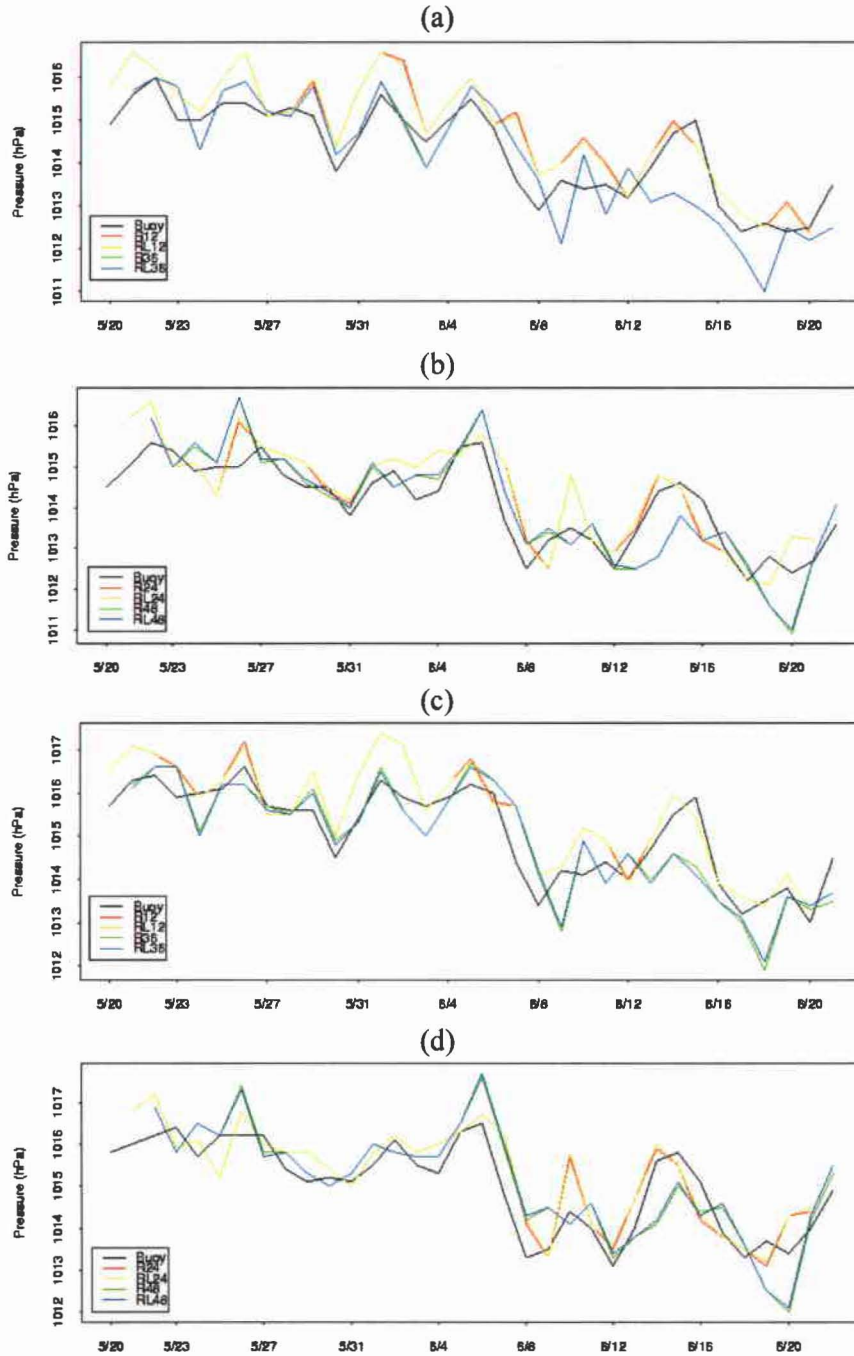 (a)
Pressure (hPa)
1016
1015
1014
1013
1012
1011
Buoy
R12
RL12
R36
RL36
5/20 5/23 5/27 5/31 6/4 6/8 6/12 6/16 6/20
(b)
Pressure (hPa)
1016
1015
1014
1013
1012
1011
Buoy
R24
RL24
R48
RL48
5/20 5/23 5/27 5/31 6/4 6/8 6/12 6/16 6/20
(c)
Pressure (hPa)
1017
1016
1015
1014
1013
1012
Buoy
R12
RL12
R36
RL36
5/20 5/23 5/27 5/31 6/4 6/8 6/12 6/16 6/20
(d)
Pressure (hPa)
1017
1016
1015
1014
1013
1012
Buoy
R24
RL24
R48
RL48
5/20 5/23 5/27 5/31 6/4 6/8 6/12 6/16 6/20